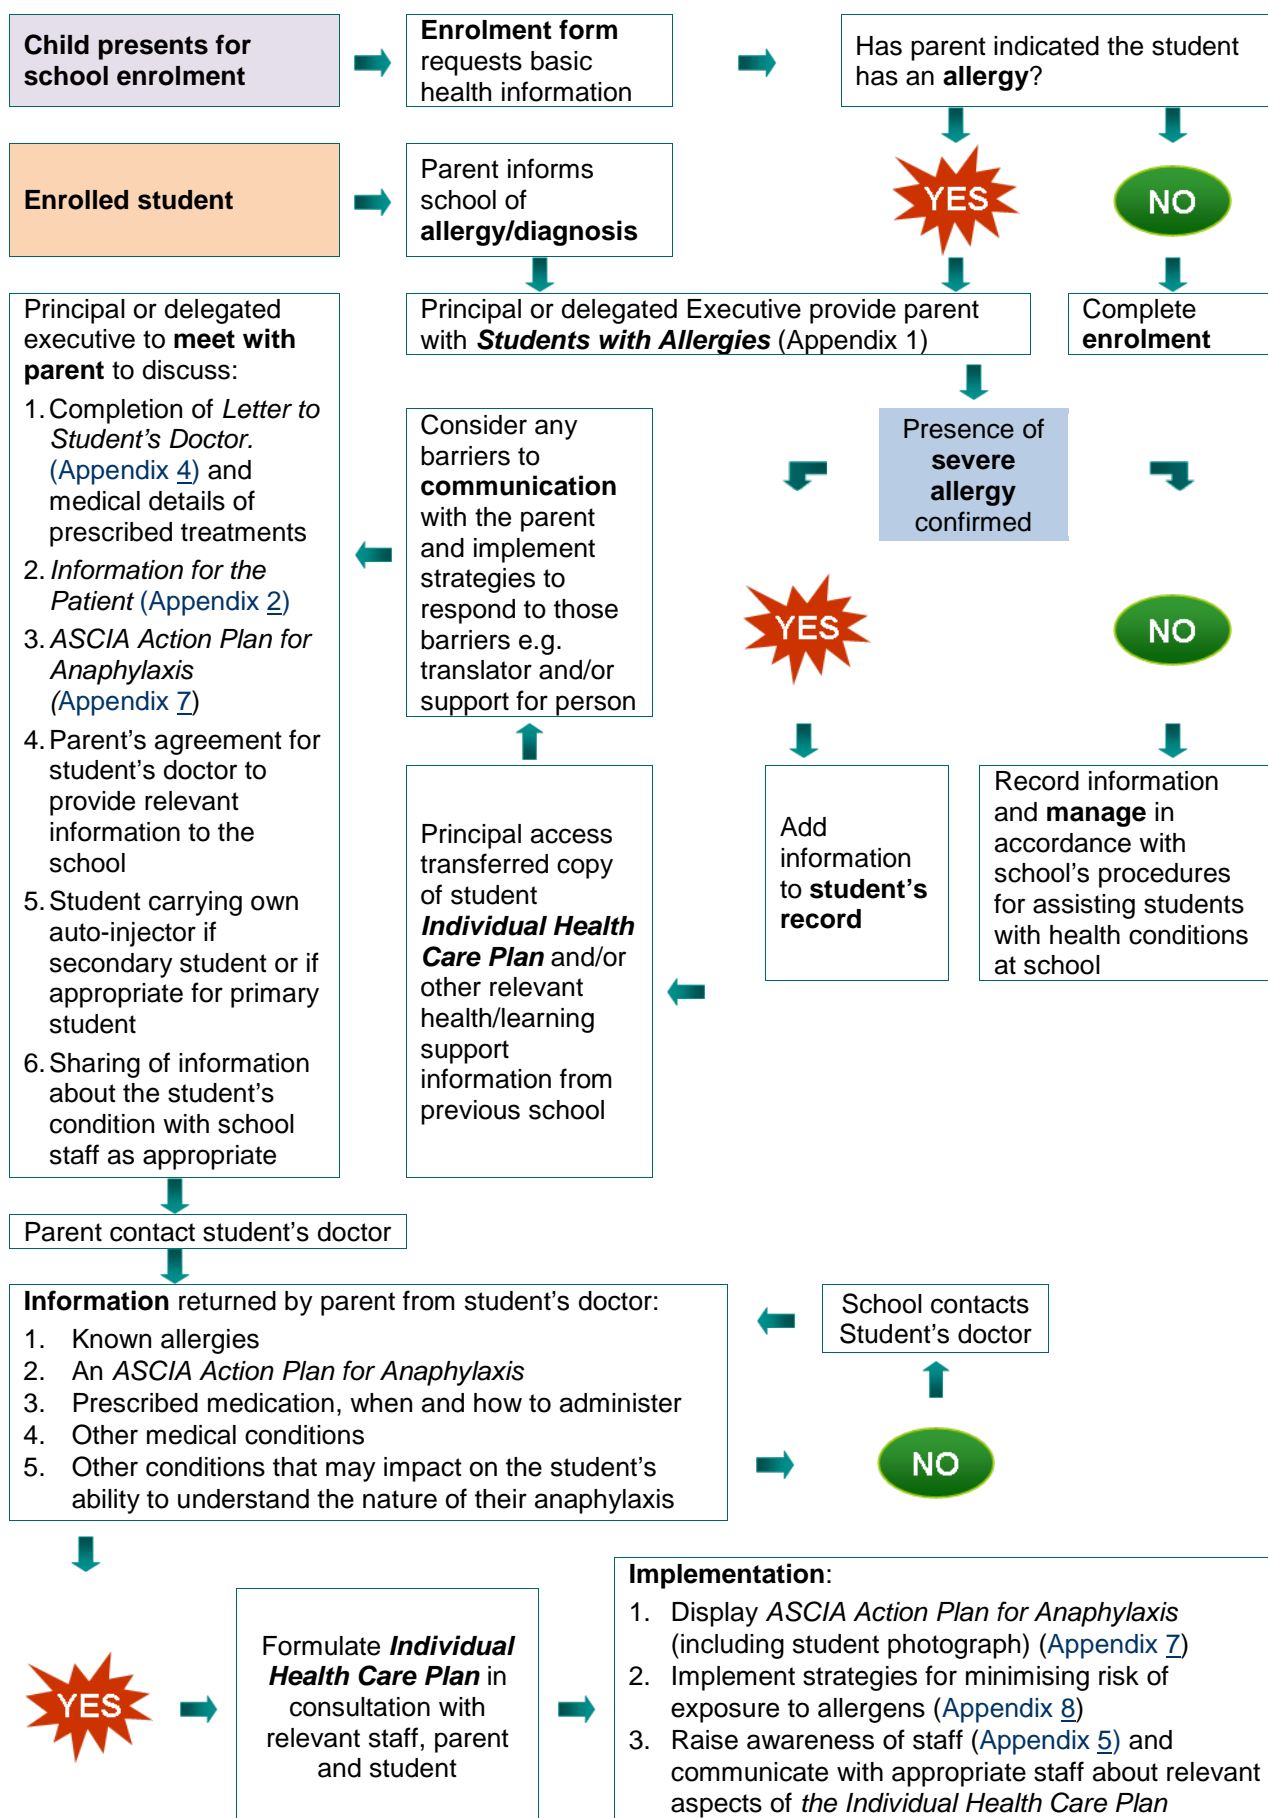 Child presents for
school enrolment
Enrolment form
requests basic
health information
Has parent indicated the student
has an allergy?
Enrolled student
Parent informs
school of
allergy/diagnosis
YES
NO
Principal or delegated Executive provide parent
with Students with Allergies (Appendix 1)
Complete
enrolment
Presence of
severe
allergy
confirmed
YES
NO
Add
information
to student's
record
Record information
and manage in
accordance with
school's procedures
for assisting students
with health conditions
at school
Principal access
transferred copy
of student
Individual Health
Care Plan and/or
other relevant
health/learning
support
information from
previous school
Consider any
barriers to
communication
with the parent
and implement
strategies to
respond to those
barriers e.g.
translator and/or
support for person
Principal or delegated
executive to meet with
parent to discuss:
1. Completion of Letter to
Student's Doctor.
(Appendix 4) and
medical details of
prescribed treatments
2. Information for the
Patient (Appendix 2)
3. ASCIA Action Plan for
Anaphylaxis
(Appendix 7)
4. Parent's agreement for
student's doctor to
provide relevant
information to the
school
5. Student carrying own
auto-injector if
secondary student or if
appropriate for primary
student
6. Sharing of information
about the student's
condition with school
staff as appropriate
Parent contact student's doctor
Information returned by parent from student's doctor:
1. Known allergies
2. An ASCIA Action Plan for Anaphylaxis
3. Prescribed medication, when and how to administer
4. Other medical conditions
5. Other conditions that may impact on the student's
ability to understand the nature of their anaphylaxis
School contacts
Student's doctor
NO
YES
Formulate Individual
Health Care Plan in
consultation with
relevant staff, parent
and student
Implementation:
1. Display ASCIA Action Plan for Anaphylaxis
(including student photograph) (Appendix 7)
2. Implement strategies for minimising risk of
exposure to allergens (Appendix 8)
3. Raise awareness of staff (Appendix 5) and
communicate with appropriate staff about relevant
aspects of the Individual Health Care Plan